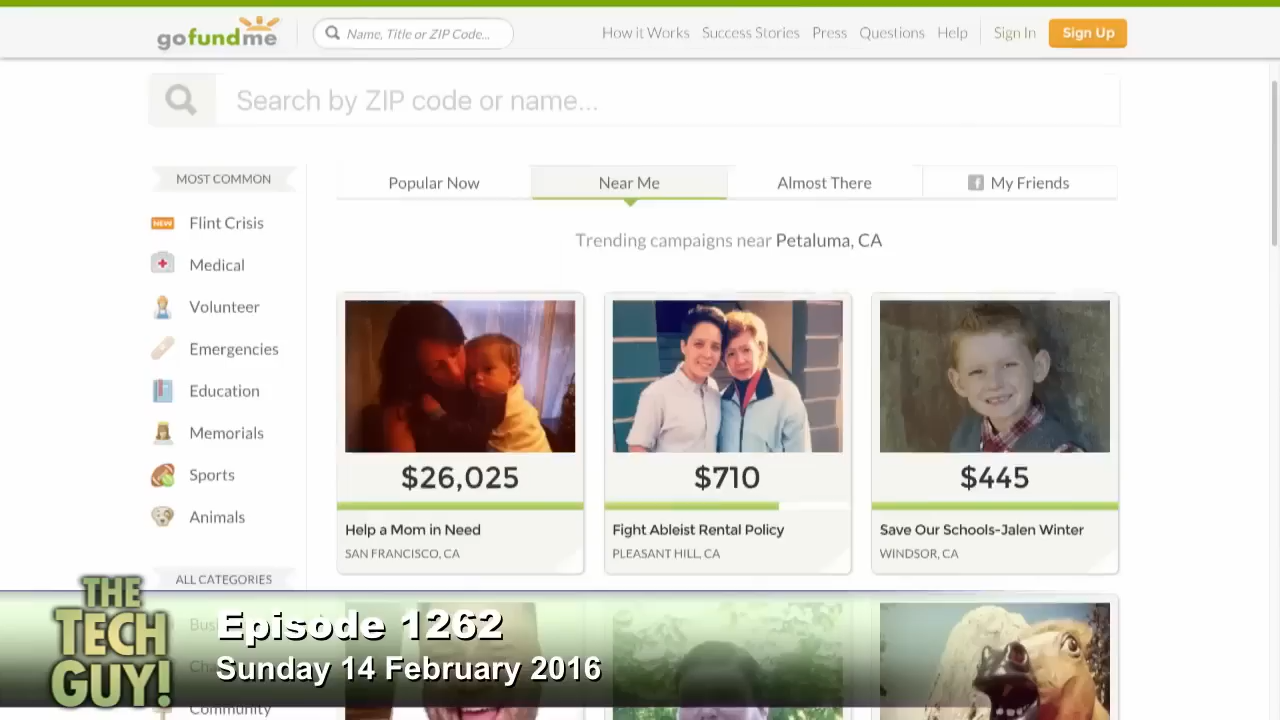 gofundme
Name, Title or ZIP Code...
How it Works
Success Stories
Press
Questions
Help
Sign In
Sign Up
Search by ZIP code or name...
MOST COMMON
NEW
Flint Crisis
Medical
Volunteer
Emergencies
Education
Memorials
Sports
Animals
ALL CATEGORIES
Community
Popular Now
Near Me
Almost There
My Friends
Trending campaigns near Petaluma, CA
$26,025
Help a Mom in Need
SAN FRANCISCO, CA
$710
Fight Ableist Rental Policy
PLEASANT HILL, CA
$445
Save Our Schools-Jalen Winter
WINDSOR, CA
THE
TECH
GUY!
Episode 1262
Sunday 14 February 2016